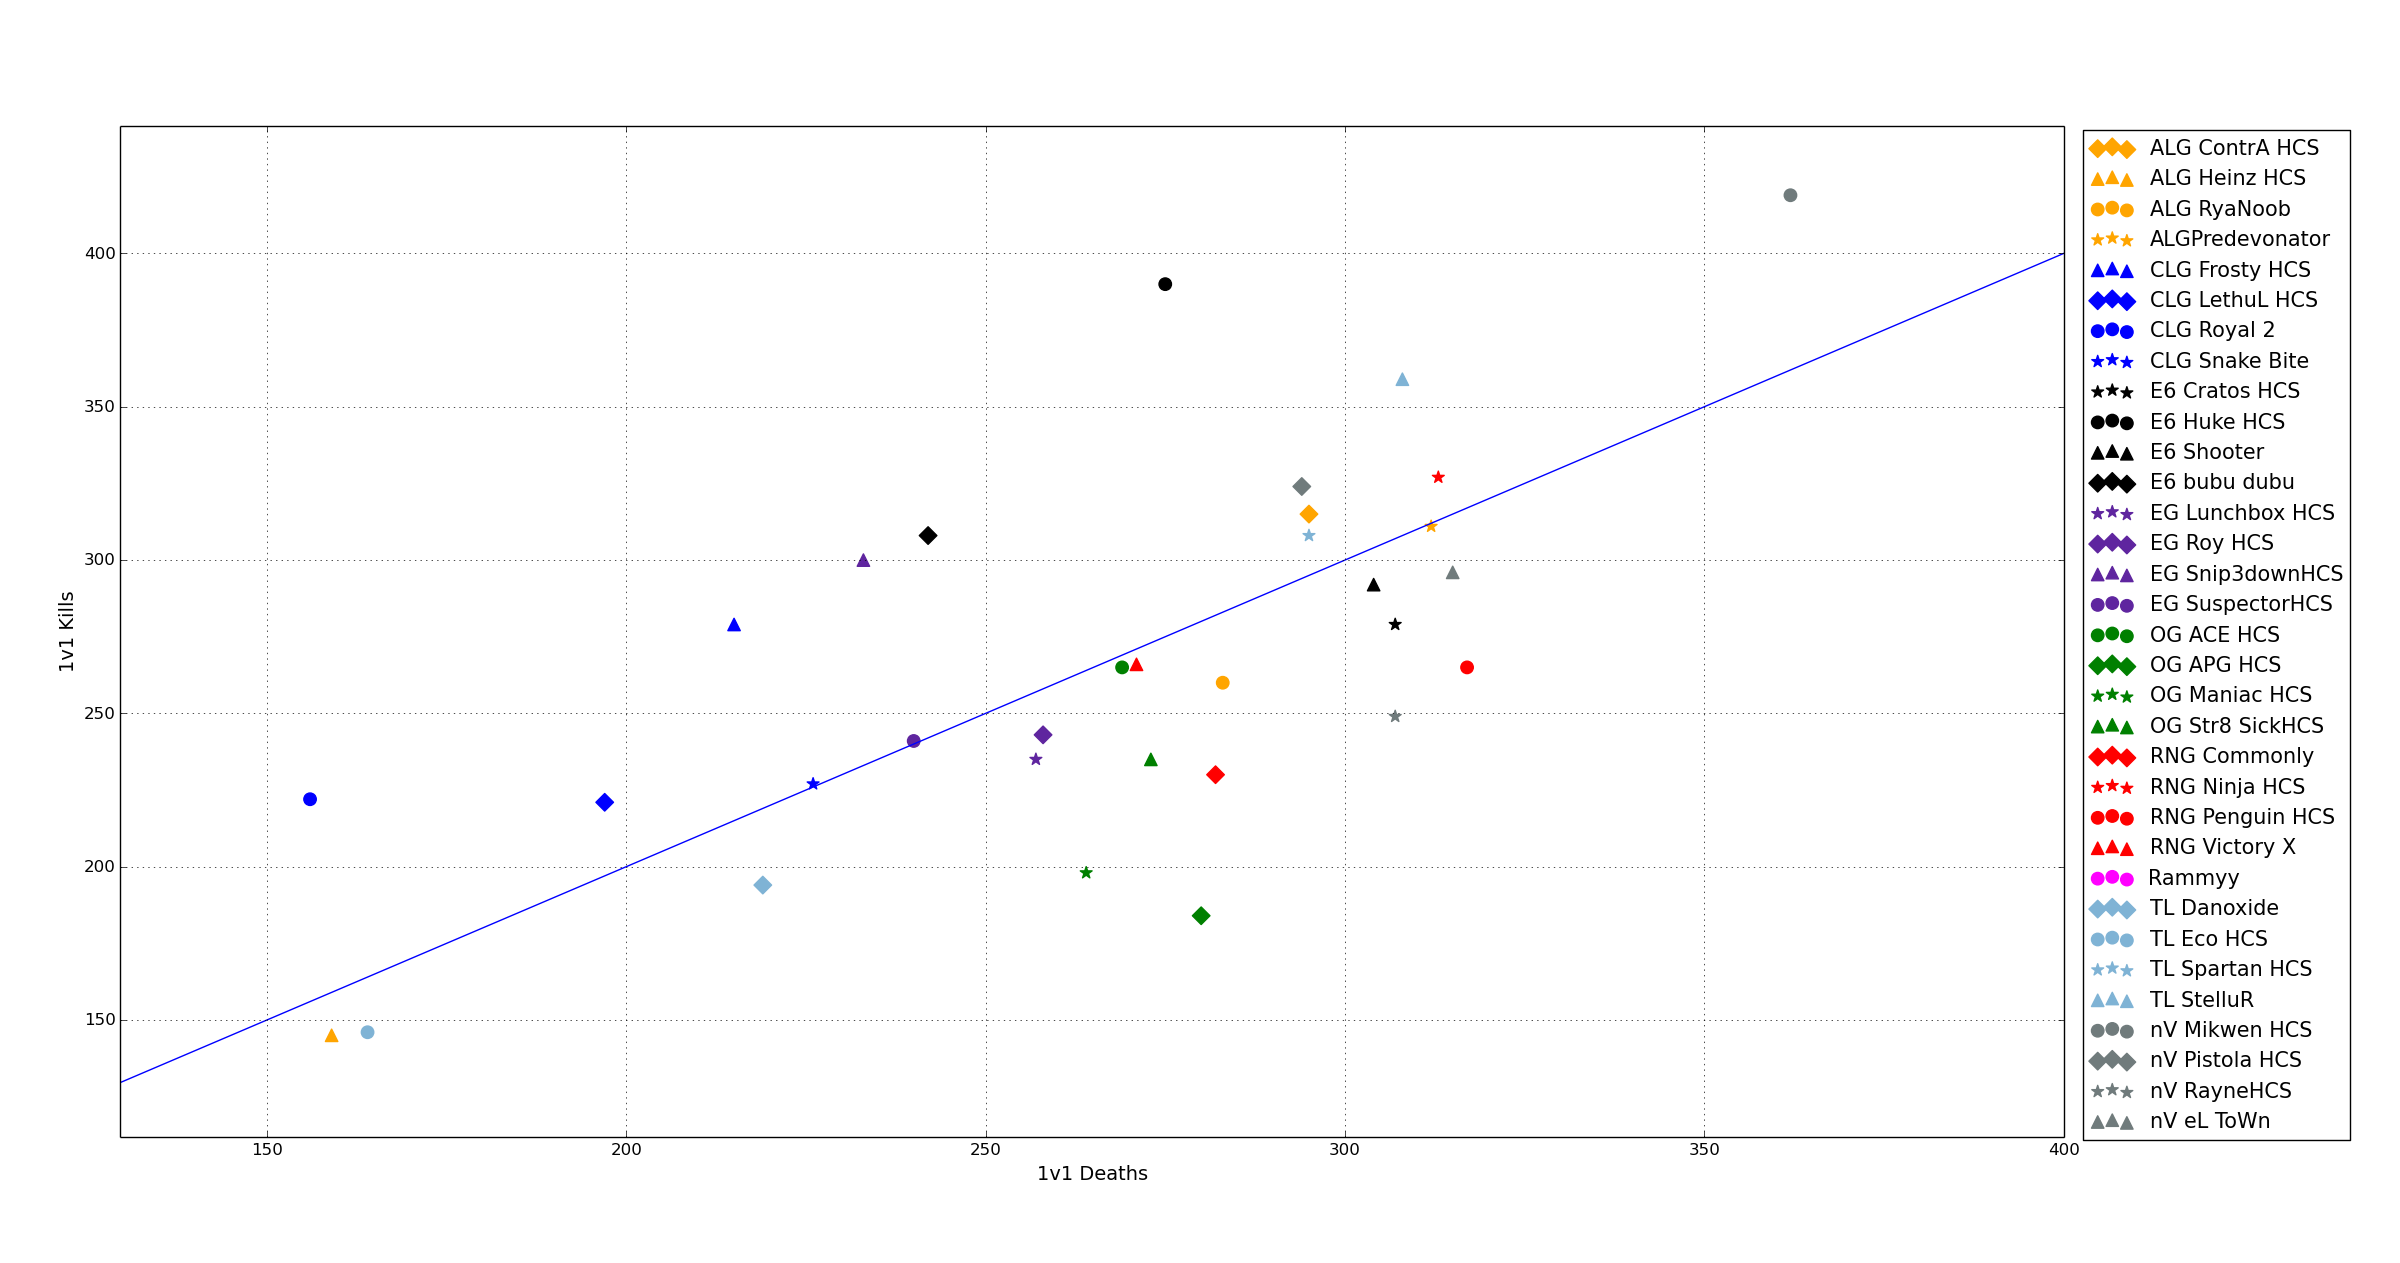 400
350
300
250
200
150
1v1 Kills
150
200
250
300
350
400
1v1 Deaths
ALG ContrA HCS
ALG Heinz HCS
ALG RyaNoob
ALGPredevonator
CLG Frosty HCS
CLG LethuL HCS
CLG Royal 2
CLG Snake Bite
E6 Cratos HCS
E6 Huke HCS
E6 Shooter
E6 bubu dubu
EG Lunchbox HCS
EG Roy HCS
EG Snip3downHCS
EG SuspectorHCS
OG ACE HCS
OG APG HCS
OG Maniac HCS
OG Str8 SickHCS
RNG Commonly
RNG Ninja HCS
RNG Penguin HCS
RNG Victory X
Rammyy
TL Danoxide
TL Eco HCS
TL Spartan HCS
TL StelluR
nV Mikwen HCS
nV Pistola HCS
nV RayneHCS
nV eL ToWn